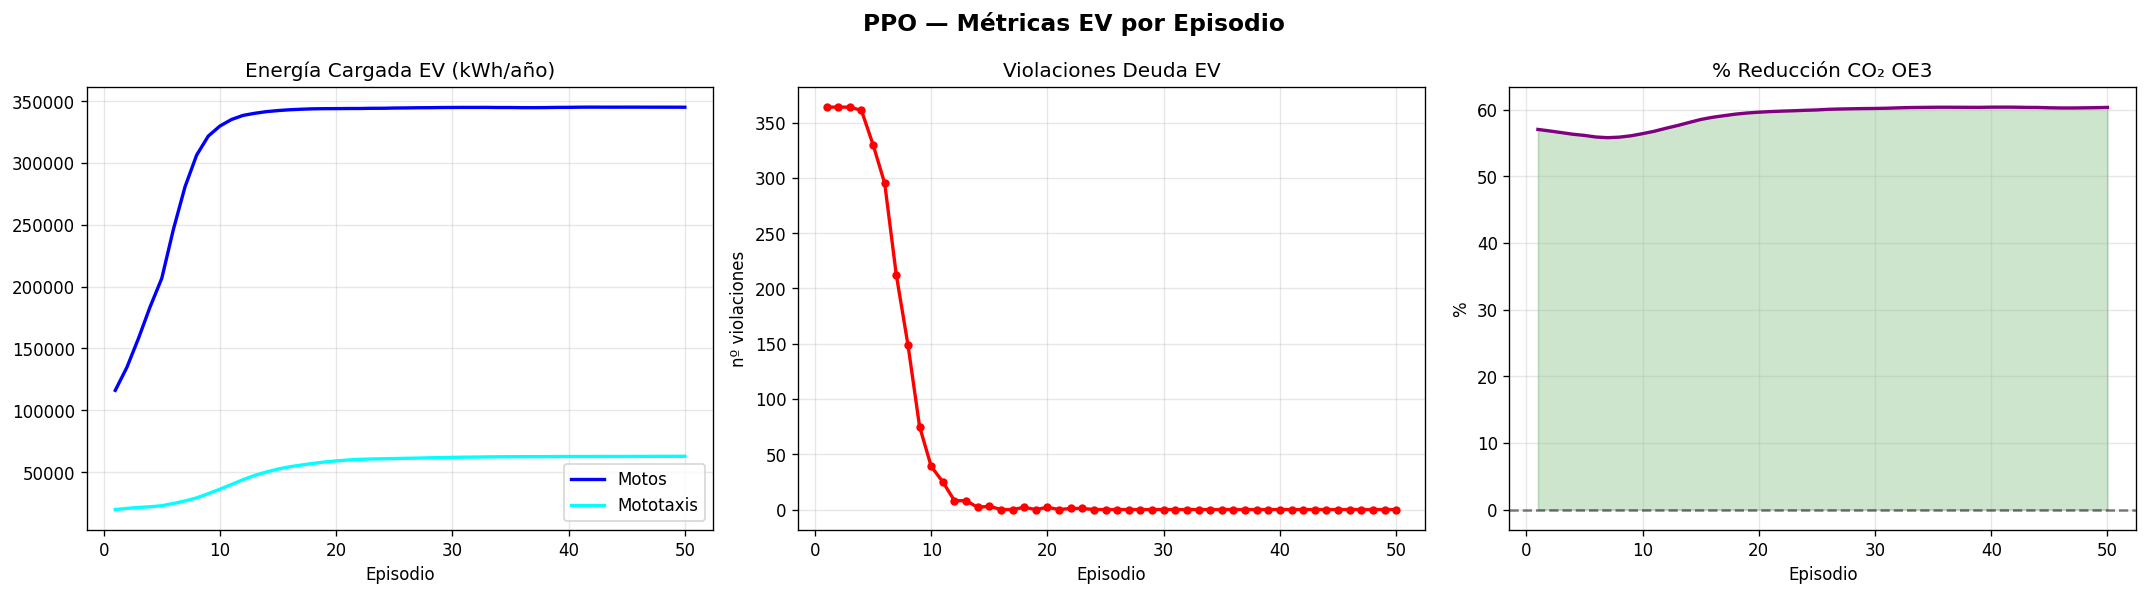 PPO — Métricas EV por Episodio
Energía Cargada EV (kWh/año)
350000
300000
250000
200000
150000
100000
50000
0 10 20 30 40 50
Episodio
Motos
Mototaxis
Violaciones Deuda EV
nº violaciones
350
300
250
200
150
100
50
0
0 10 20 30 40 50
Episodio
% Reducción CO₂ OE3
%
60
50
40
30
20
10
0
0 10 20 30 40 50
Episodio